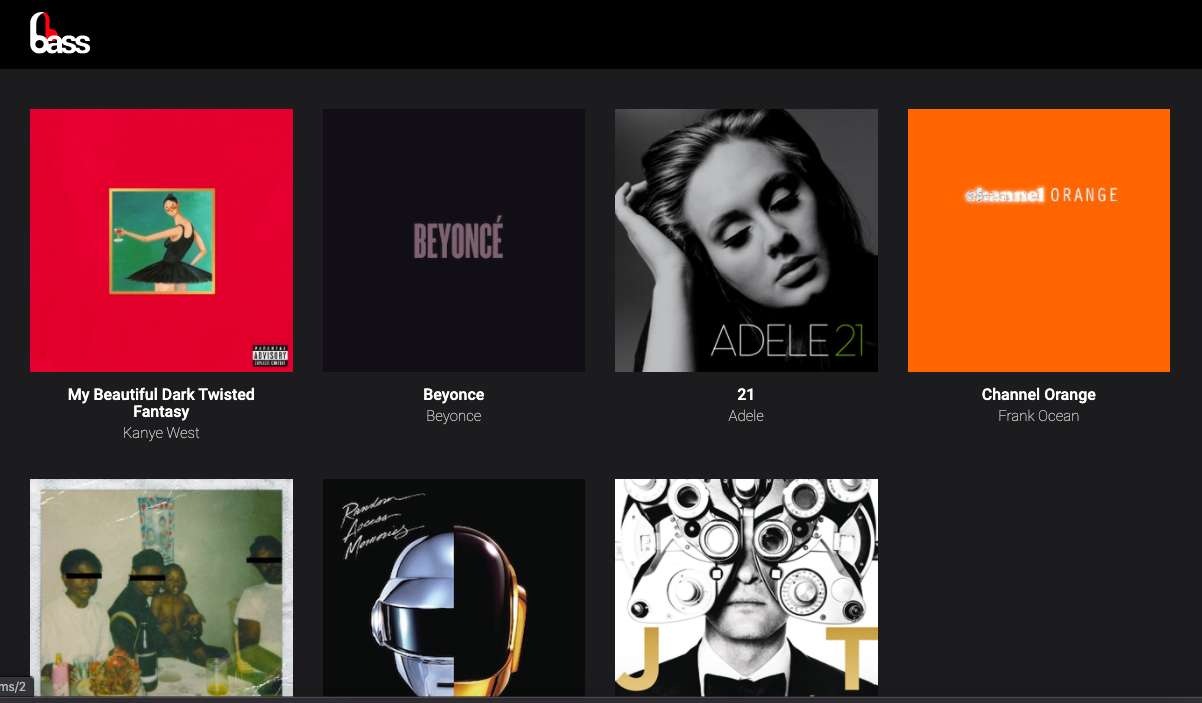 bass
PARENTAL
ADVISORY
EXPLICIT CONTENT
BEYONCÉ
ADELE 21
channel ORANGE
My Beautiful Dark Twisted
Fantasy
Kanye West
Beyonce
Beyonce
21
Adele
Channel Orange
Frank Ocean
Random
Access
Memories
J T
ms/2